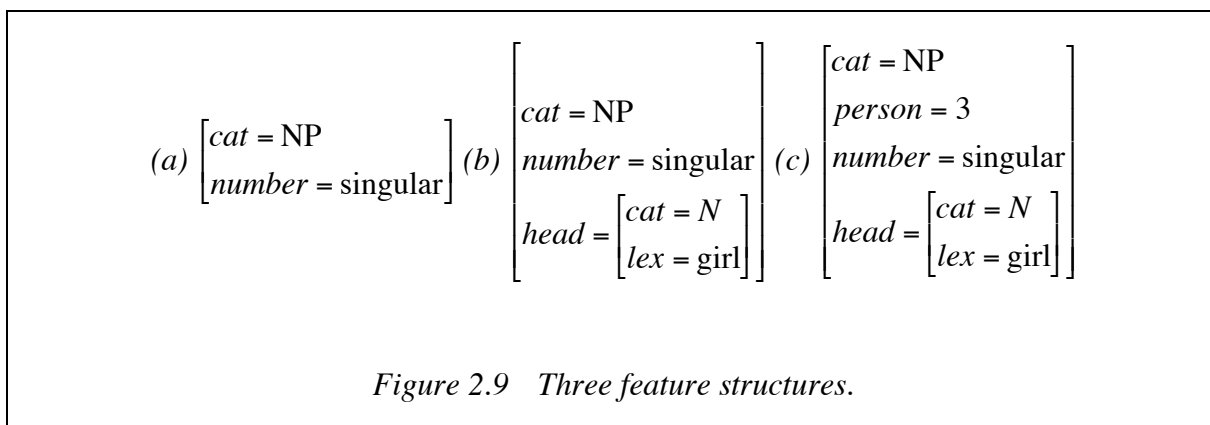 (a) [cat = NP
number = singular]
(b) [cat = NP
number = singular
head = [cat = N
lex = girl]]
(c) [cat = NP
person = 3
number = singular
head = [cat = N
lex = girl]]
Figure 2.9 Three feature structures.